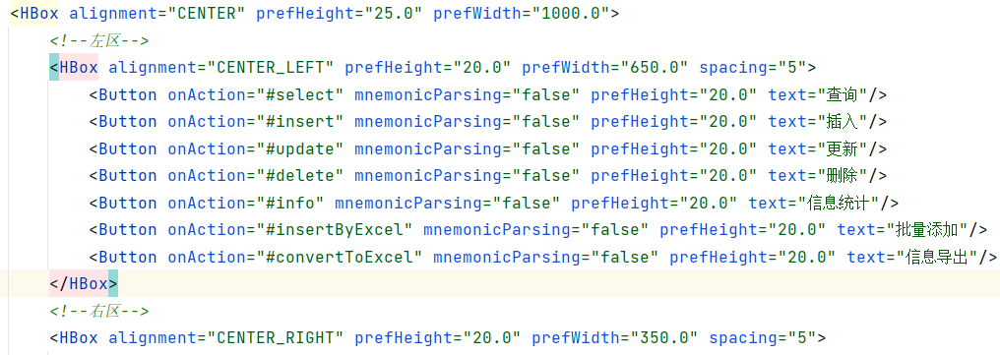 <HBox alignment="CENTER" prefHeight="25.0" prefWidth="1000.0">
<!--左区-->
<HBox alignment="CENTER_LEFT" prefHeight="20.0" prefWidth="650.0" spacing="5">
<Button onAction="#select" mnemonicParsing="false" prefHeight="20.0" text="查询"/>
<Button onAction="#insert" mnemonicParsing="false" prefHeight="20.0" text="插入"/>
<Button onAction="#update" mnemonicParsing="false" prefHeight="20.0" text="更新"/>
<Button onAction="#delete" mnemonicParsing="false" prefHeight="20.0" text="删除"/>
<Button onAction="#info" mnemonicParsing="false" prefHeight="20.0" text="信息统计"/>
<Button onAction="#insertByExcel" mnemonicParsing="false" prefHeight="20.0" text="批量添加"/>
<Button onAction="#convertToExcel" mnemonicParsing="false" prefHeight="20.0" text="信息导出"/>
</HBox>
<!--右区-->
<HBox alignment="CENTER_RIGHT" prefHeight="20.0" prefWidth="350.0" spacing="5">